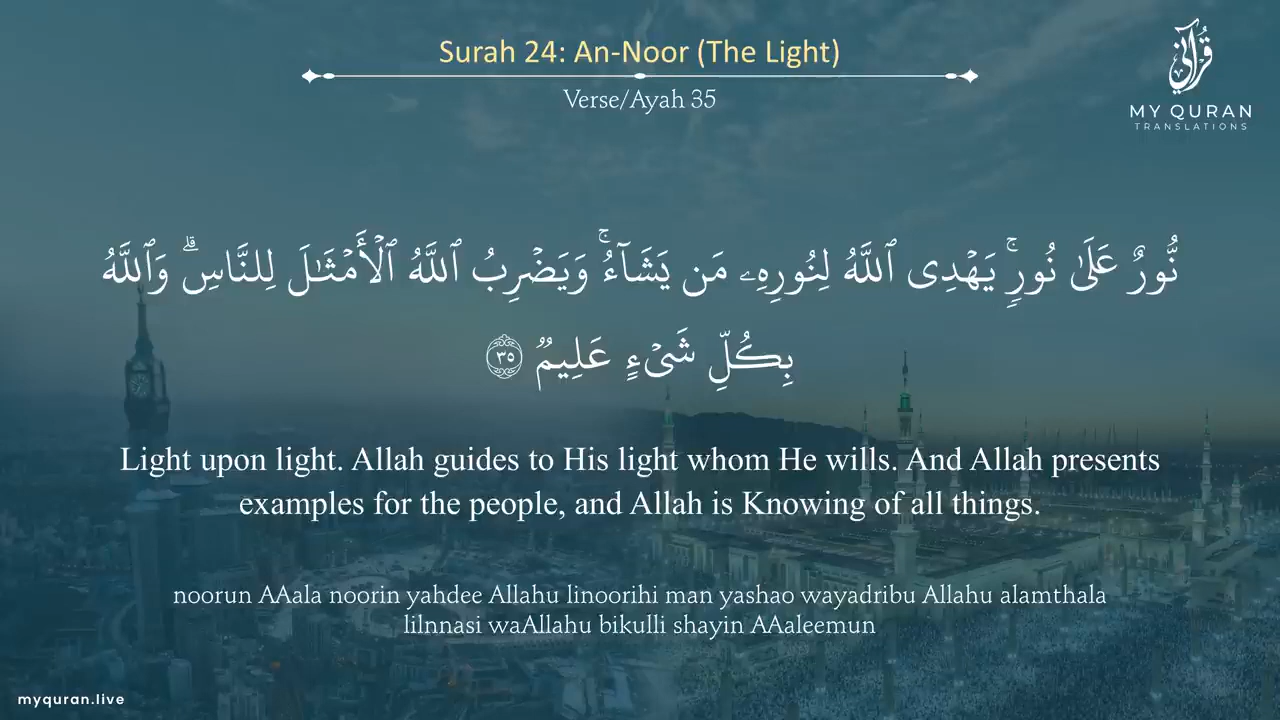 Surah 24: An-Noor (The Light)
Verse/Ayah 35
قُرْآنِي
MY QURAN
TRANSLATIONS
نُّورٌ عَلَىٰ نُورٍۢ ۚ يَهْدِى ٱللَّهُ لِنُورِهِۦ مَن يَشَآءُ ۚ وَيَضْرِبُ ٱللَّهُ ٱلْأَمْثَـٰلَ لِلنَّاسِ ۗ وَٱللَّهُ
بِكُلِّ شَىْءٍ عَلِيمٌۭ ٣٥
Light upon light. Allah guides to His light whom He wills. And Allah presents
examples for the people, and Allah is Knowing of all things.
noorun AAala noorin yahdee Allahu linoorihi man yashao wayadribu Allahu alamthala
lilnnasi waAllahu bikulli shayin AAaleemun
myquran.live